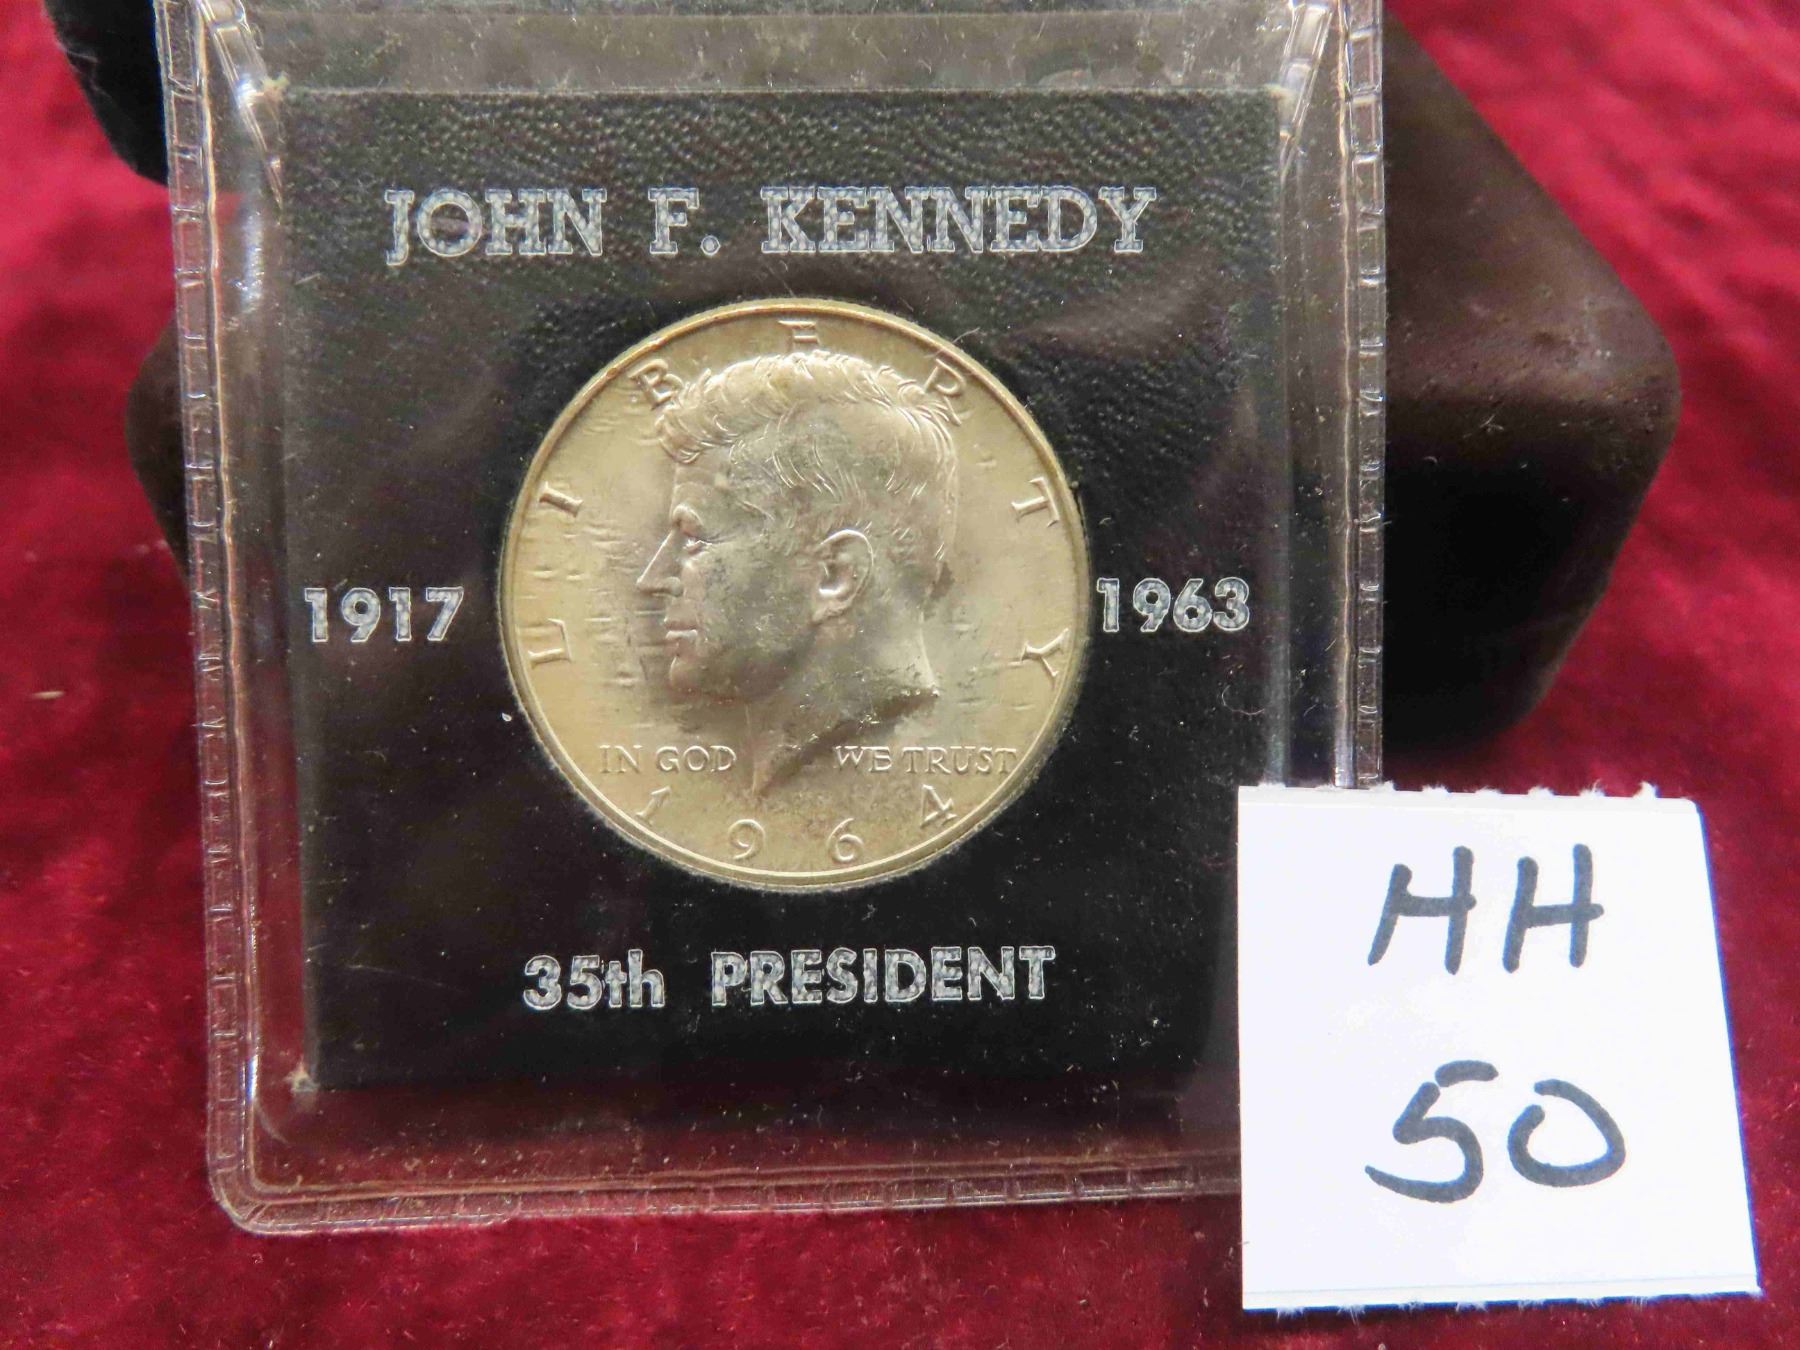 JOHN F. KENNEDY
LIBERTY
1917
1963
IN GOD WE TRUST
1964
35th PRESIDENT
HH
50